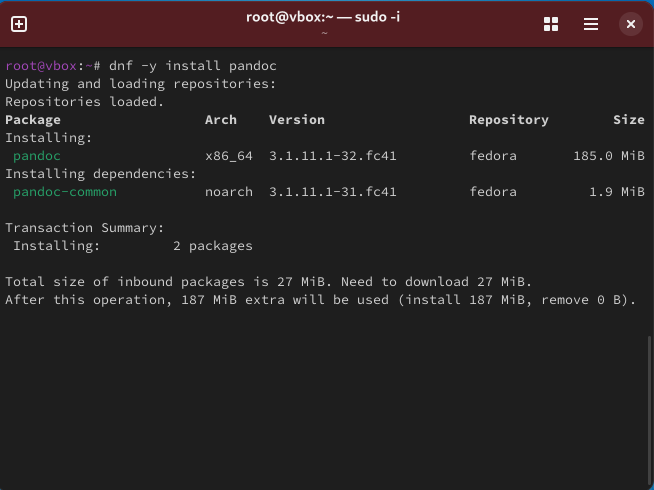 root@vbox:~ — sudo -i
~
root@vbox:~# dnf -y install pandoc
Updating and loading repositories:
Repositories loaded.
Package Arch Version Repository Size
Installing:
pandoc x86_64 3.1.11.1-32.fc41 fedora 185.0 MiB
Installing dependencies:
pandoc-common noarch 3.1.11.1-31.fc41 fedora 1.9 MiB
Transaction Summary:
Installing: 2 packages
Total size of inbound packages is 27 MiB. Need to download 27 MiB.
After this operation, 187 MiB extra will be used (install 187 MiB, remove 0 B).